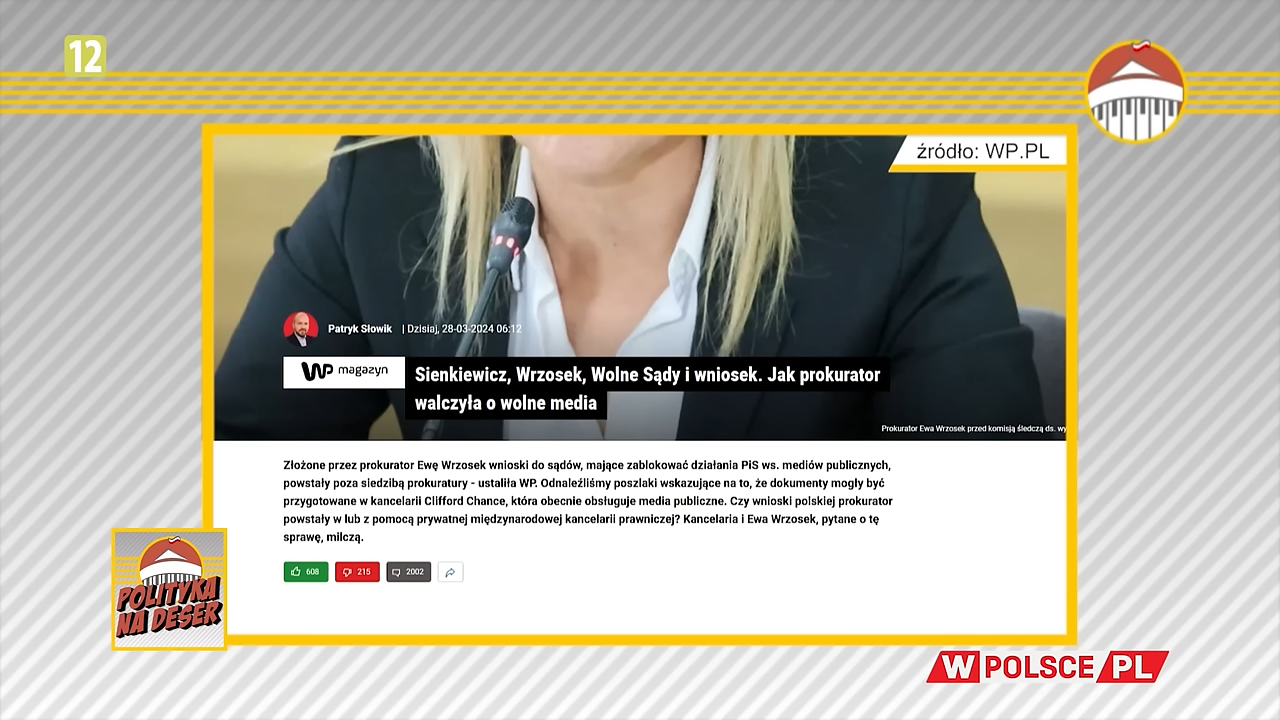 12
źródło: WP.PL
Patryk Słowik | Dzisiaj, 28-03-2024 06:12
WP magazyn
Sienkiewicz, Wrzosek, Wolne Sądy i wniosek. Jak prokurator
walczyła o wolne media
Prokurator Ewa Wrzosek przed komisją śledczą ds. wy
Złożone przez prokurator Ewę Wrzosek wnioski do sądów, mające zablokować działania PiS ws. mediów publicznych,
powstały poza siedzibą prokuratury - ustaliła WP. Odnaleźliśmy poszlaki wskazujące na to, że dokumenty mogły być
przygotowane w kancelarii Clifford Chance, która obecnie obsługuje media publiczne. Czy wnioski polskiej prokurator
powstały w lub z pomocą prywatnej międzynarodowej kancelarii prawniczej? Kancelaria i Ewa Wrzosek, pytane o tę
sprawę, milczą.
608 215 2002
POLITYKA
NA DESER
WPOLSCE PL